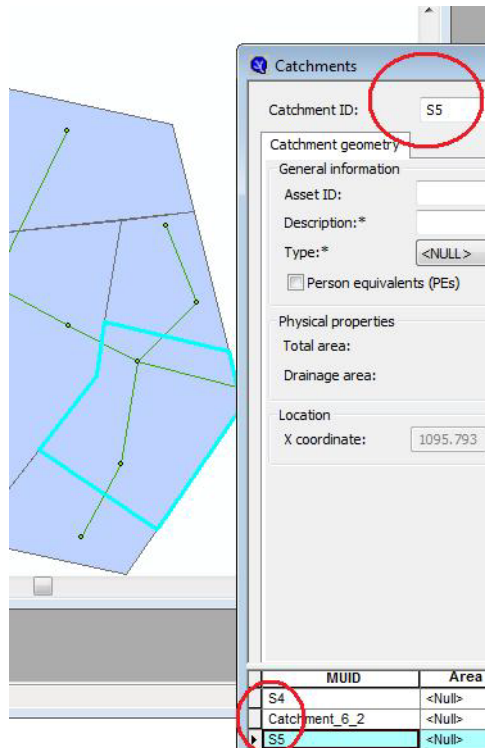 Catchments
Catchment ID: S5
Catchment geometry
General information
Asset ID:
Description:*
Type:* <NULL>
Person equivalents (PEs)
Physical properties
Total area:
Drainage area:
Location
X coordinate: 1095.793
MUID Area
S4 <Null>
Catchment_6_2 <Null>
S5 <Null>